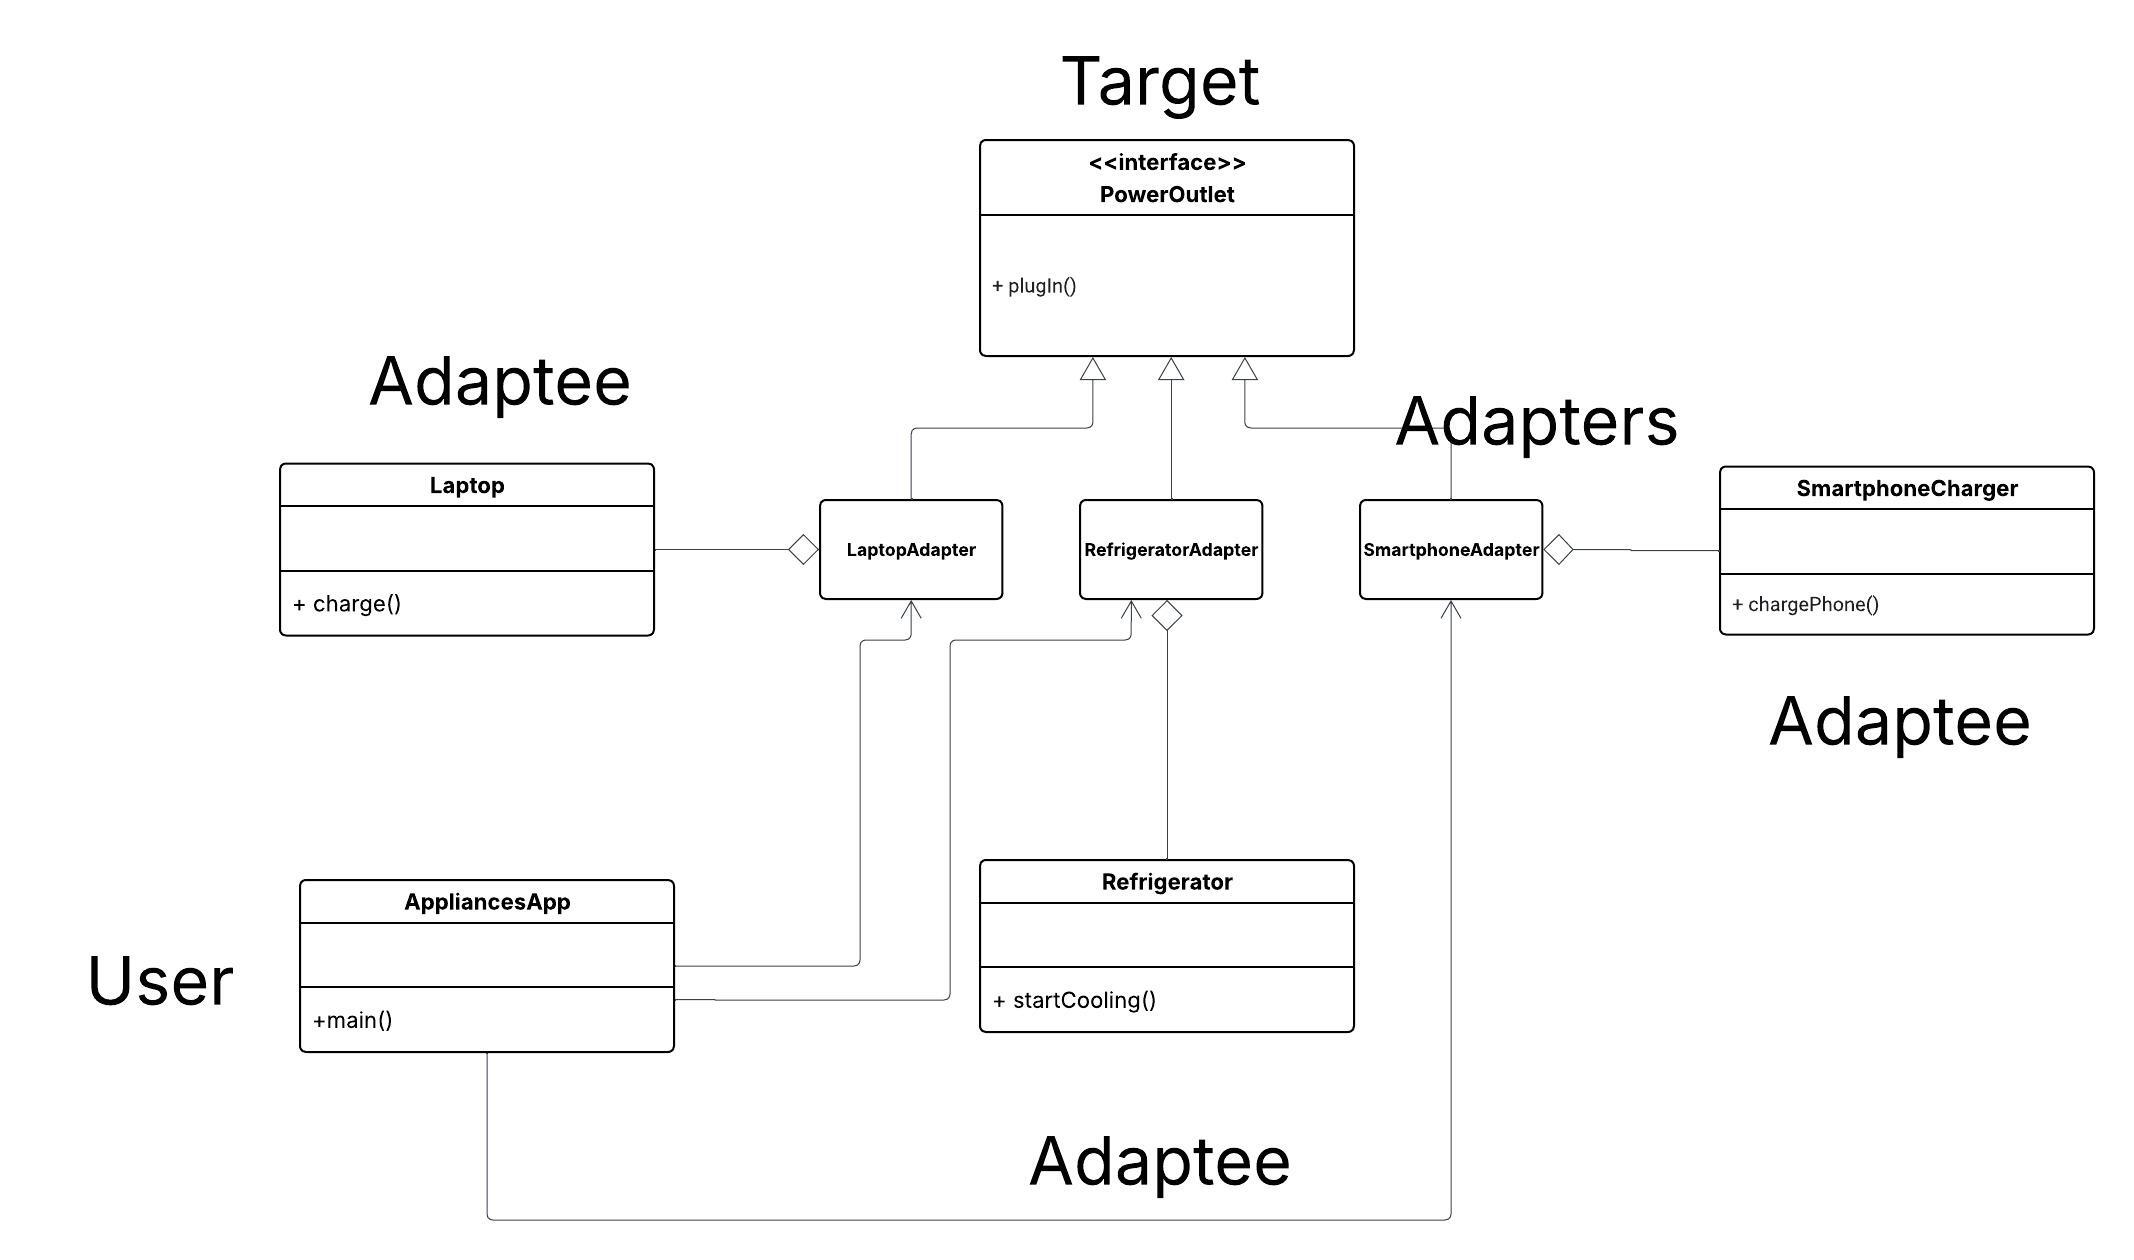 Target
<<interface>>
PowerOutlet
+ plugIn()
Adaptee
Adapters
Laptop
+ charge()
LaptopAdapter
RefrigeratorAdapter
SmartphoneAdapter
SmartphoneCharger
+ chargePhone()
Adaptee
User
AppliancesApp
+main()
Refrigerator
+ startCooling()
Adaptee